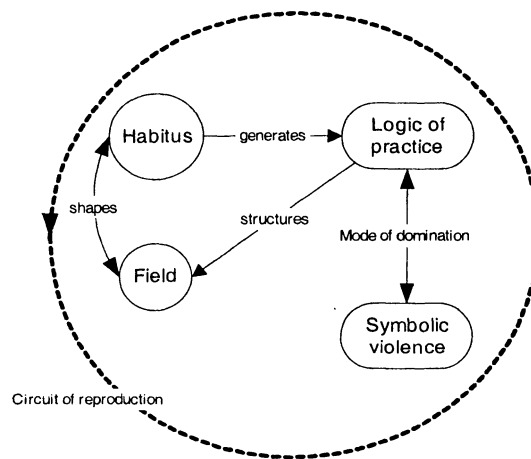 Habitus
generates
Logic of
practice
shapes
structures
Mode of domination
Field
Symbolic
violence
Circuit of reproduction